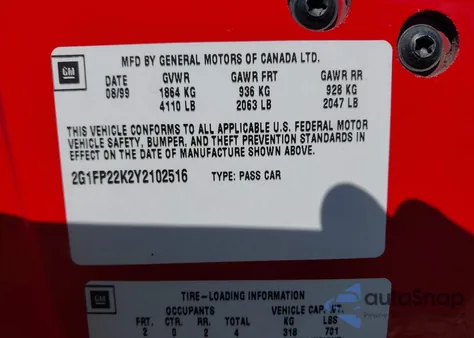 MFD BY GENERAL MOTORS OF CANADA LTD.
GM
DATE GVWR GAWR FRT GAWR RR
08/99 1864 KG 936 KG 928 KG
4110 LB 2063 LB 2047 LB
THIS VEHICLE CONFORMS TO ALL APPLICABLE U.S. FEDERAL MOTOR
VEHICLE SAFETY, BUMPER, AND THEFT PREVENTION STANDARDS IN
EFFECT ON THE DATE OF MANUFACTURE SHOWN ABOVE.
2G1FP22K2Y2102516 TYPE: PASS CAR
GM
TIRE-LOADING INFORMATION
OCCUPANTS VEHICLE CAP. WT.
FRT. CTR. RR. TOTAL KG LBS
2 0 2 4 318 701
autoSnap